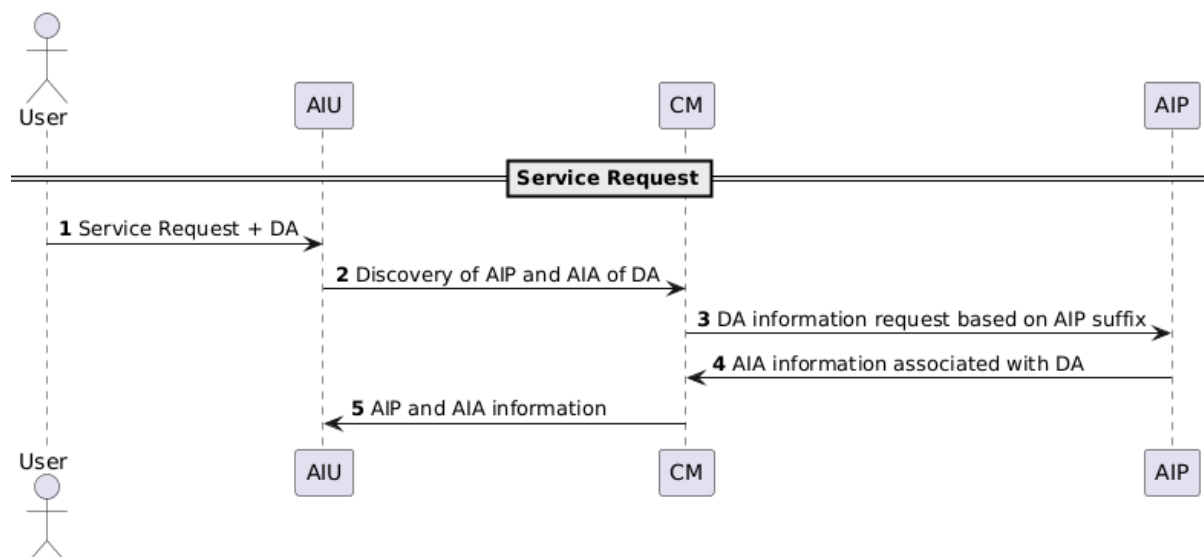 User
AIU
CM
AIP
Service Request
1 Service Request + DA
2 Discovery of AIP and AIA of DA
3 DA information request based on AIP suffix
4 AIA information associated with DA
5 AIP and AIA information
User
AIU
CM
AIP